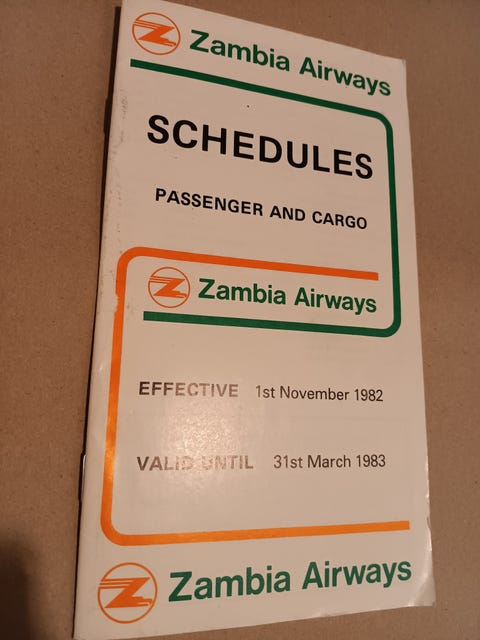 Zambia Airways
SCHEDULES
PASSENGER AND CARGO
Zambia Airways
EFFECTIVE 1st November 1982
VALID UNTIL 31st March 1983
Zambia Airways